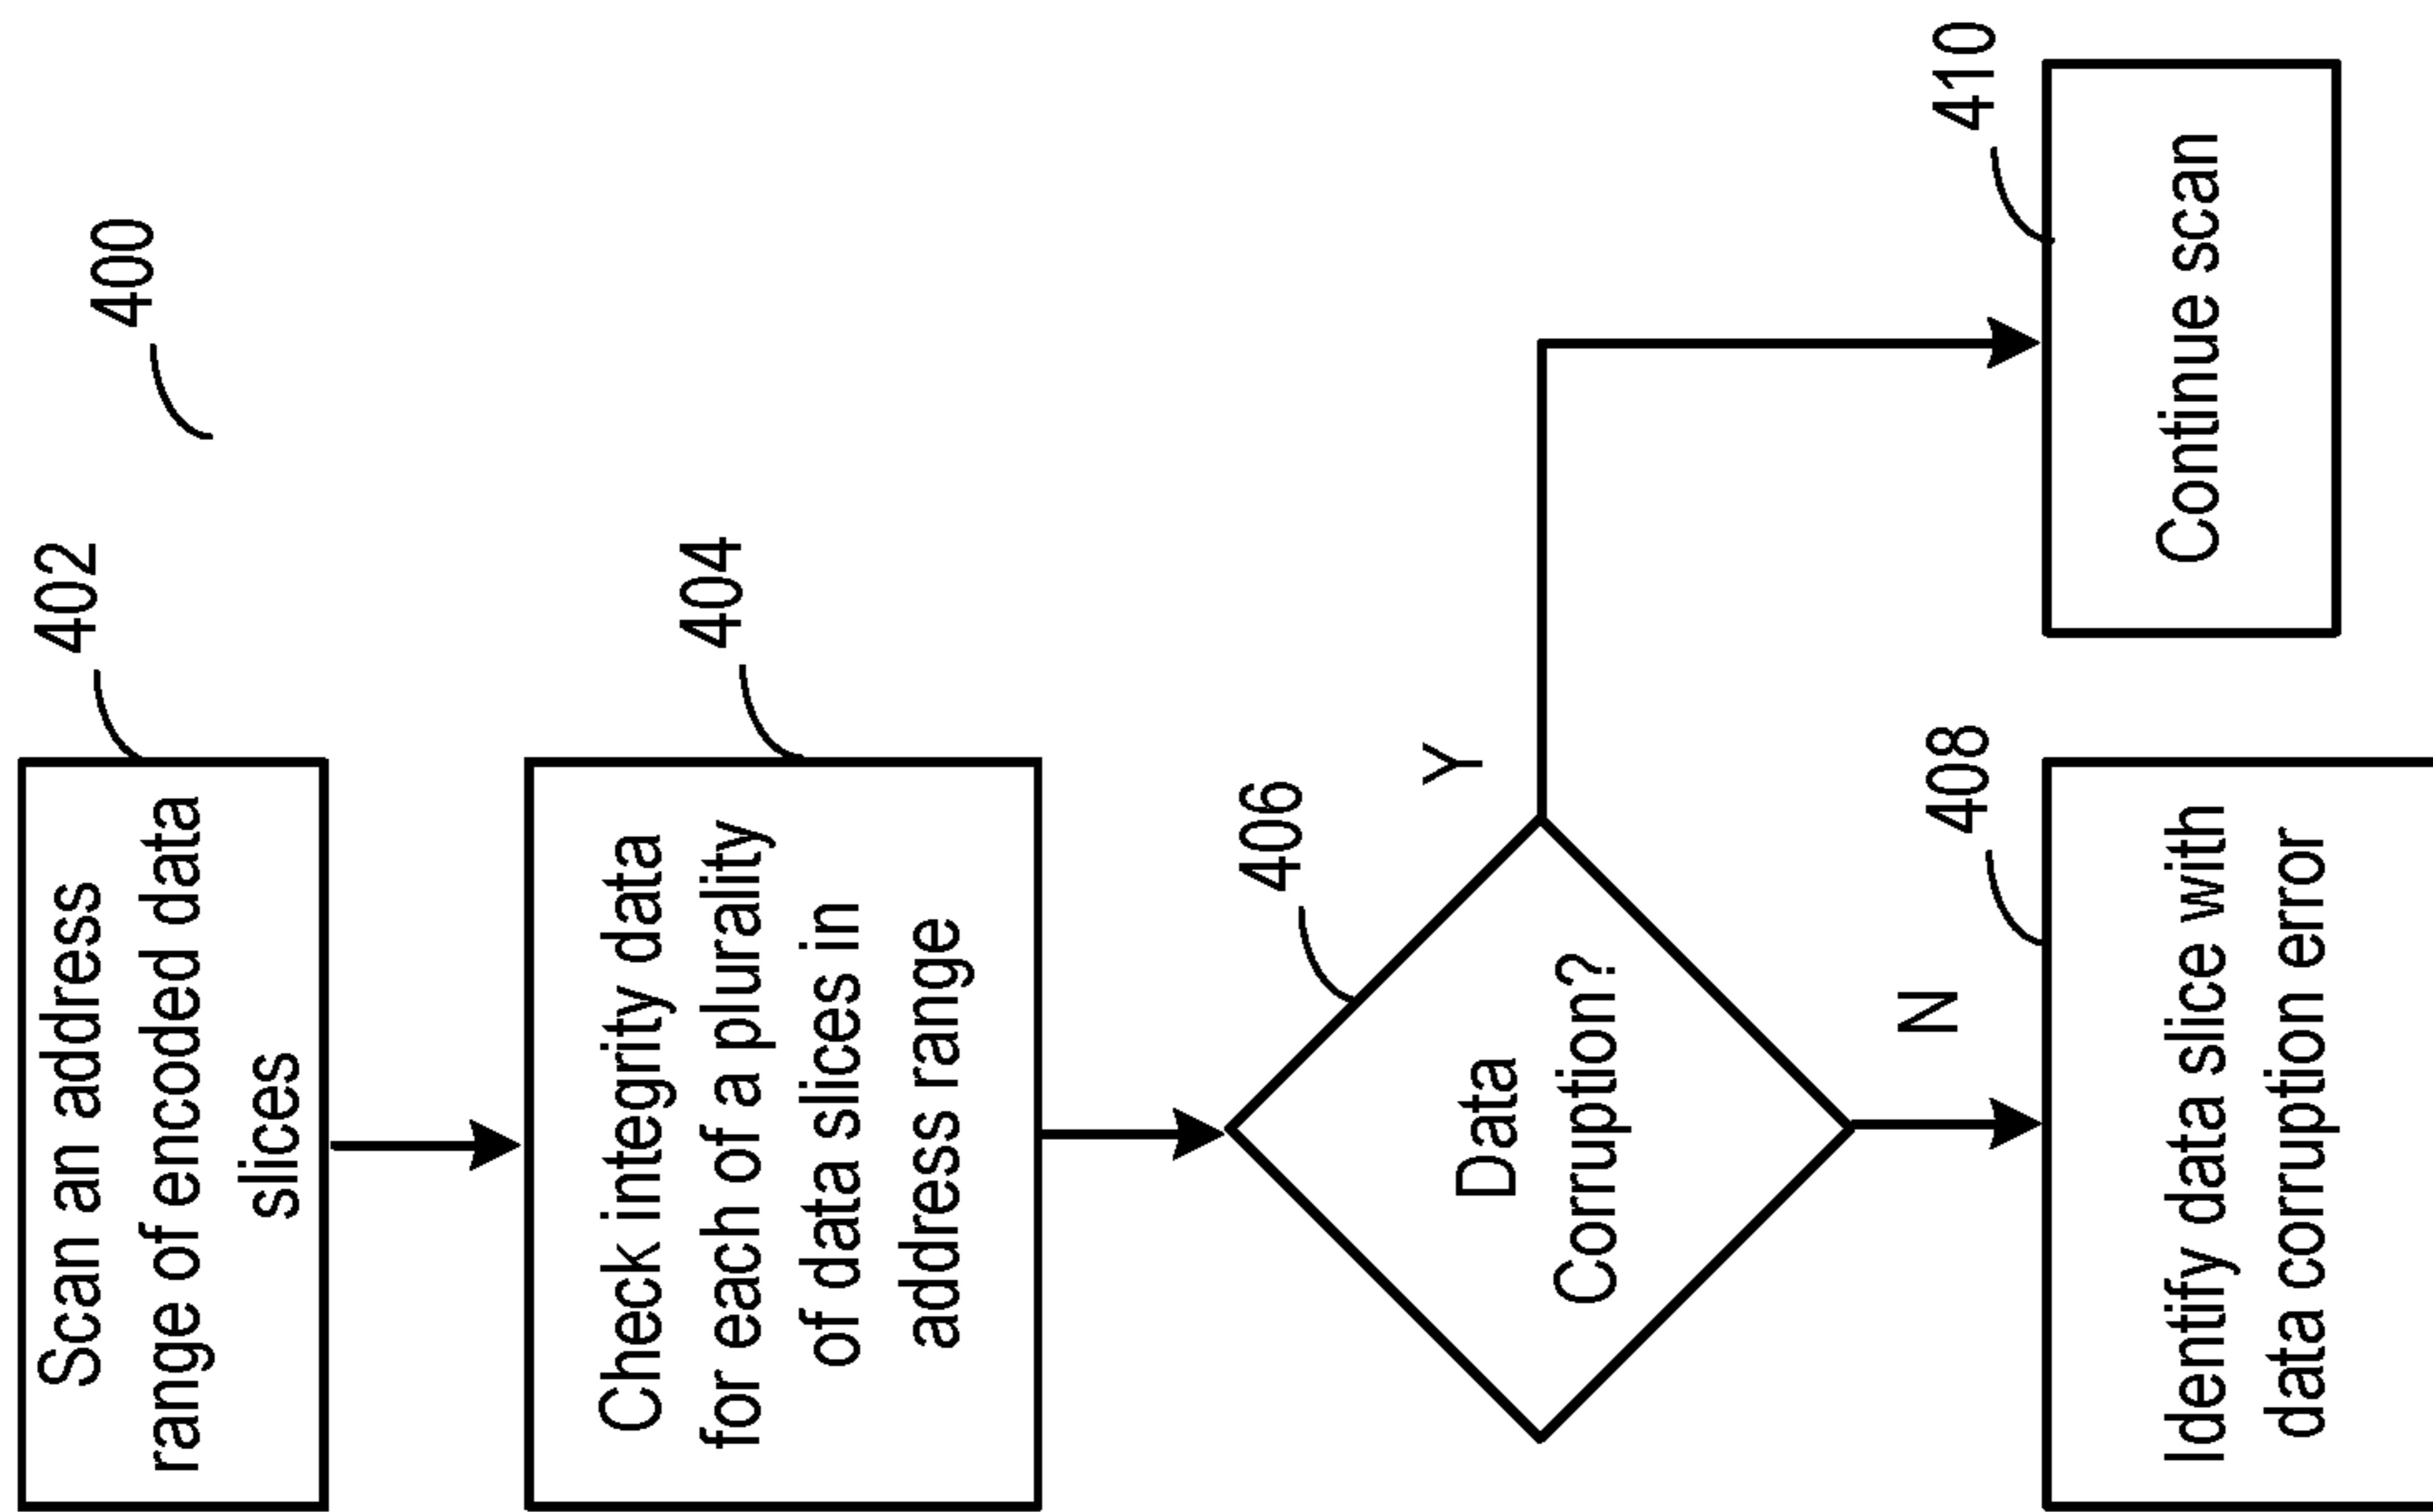 400
402
Scan an address
range of encoded data
slices
404
Check integrity data
for each of a plurality
of data slices in
address range
406
Data
Corruption?
Y
N
408
Identify data slice with
data corruption error
410
Continue scan